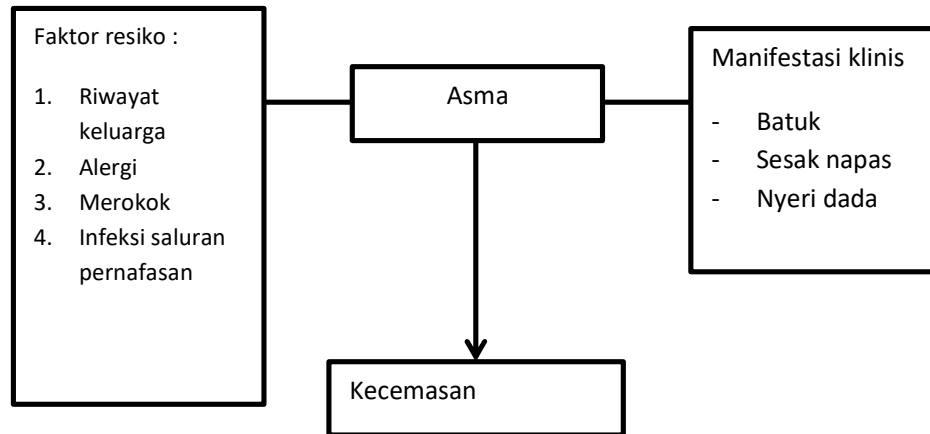 Faktor resiko :
1. Riwayat
keluarga
2. Alergi
3. Merokok
4. Infeksi saluran
pernafasan
Asma
Manifestasi klinis
- Batuk
- Sesak napas
- Nyeri dada
Kecemasan